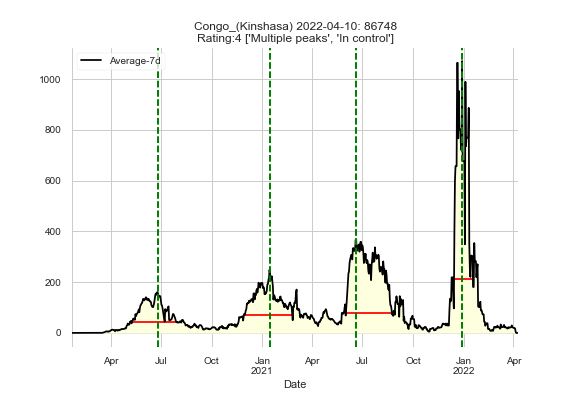 Congo_(Kinshasa) 2022-04-10: 86748
Rating:4 ['Multiple peaks', 'In control']
Average-7d
1000
800
600
400
200
0
Apr Jul Oct Jan Apr Jul Oct Jan Apr
2021 2022
Date